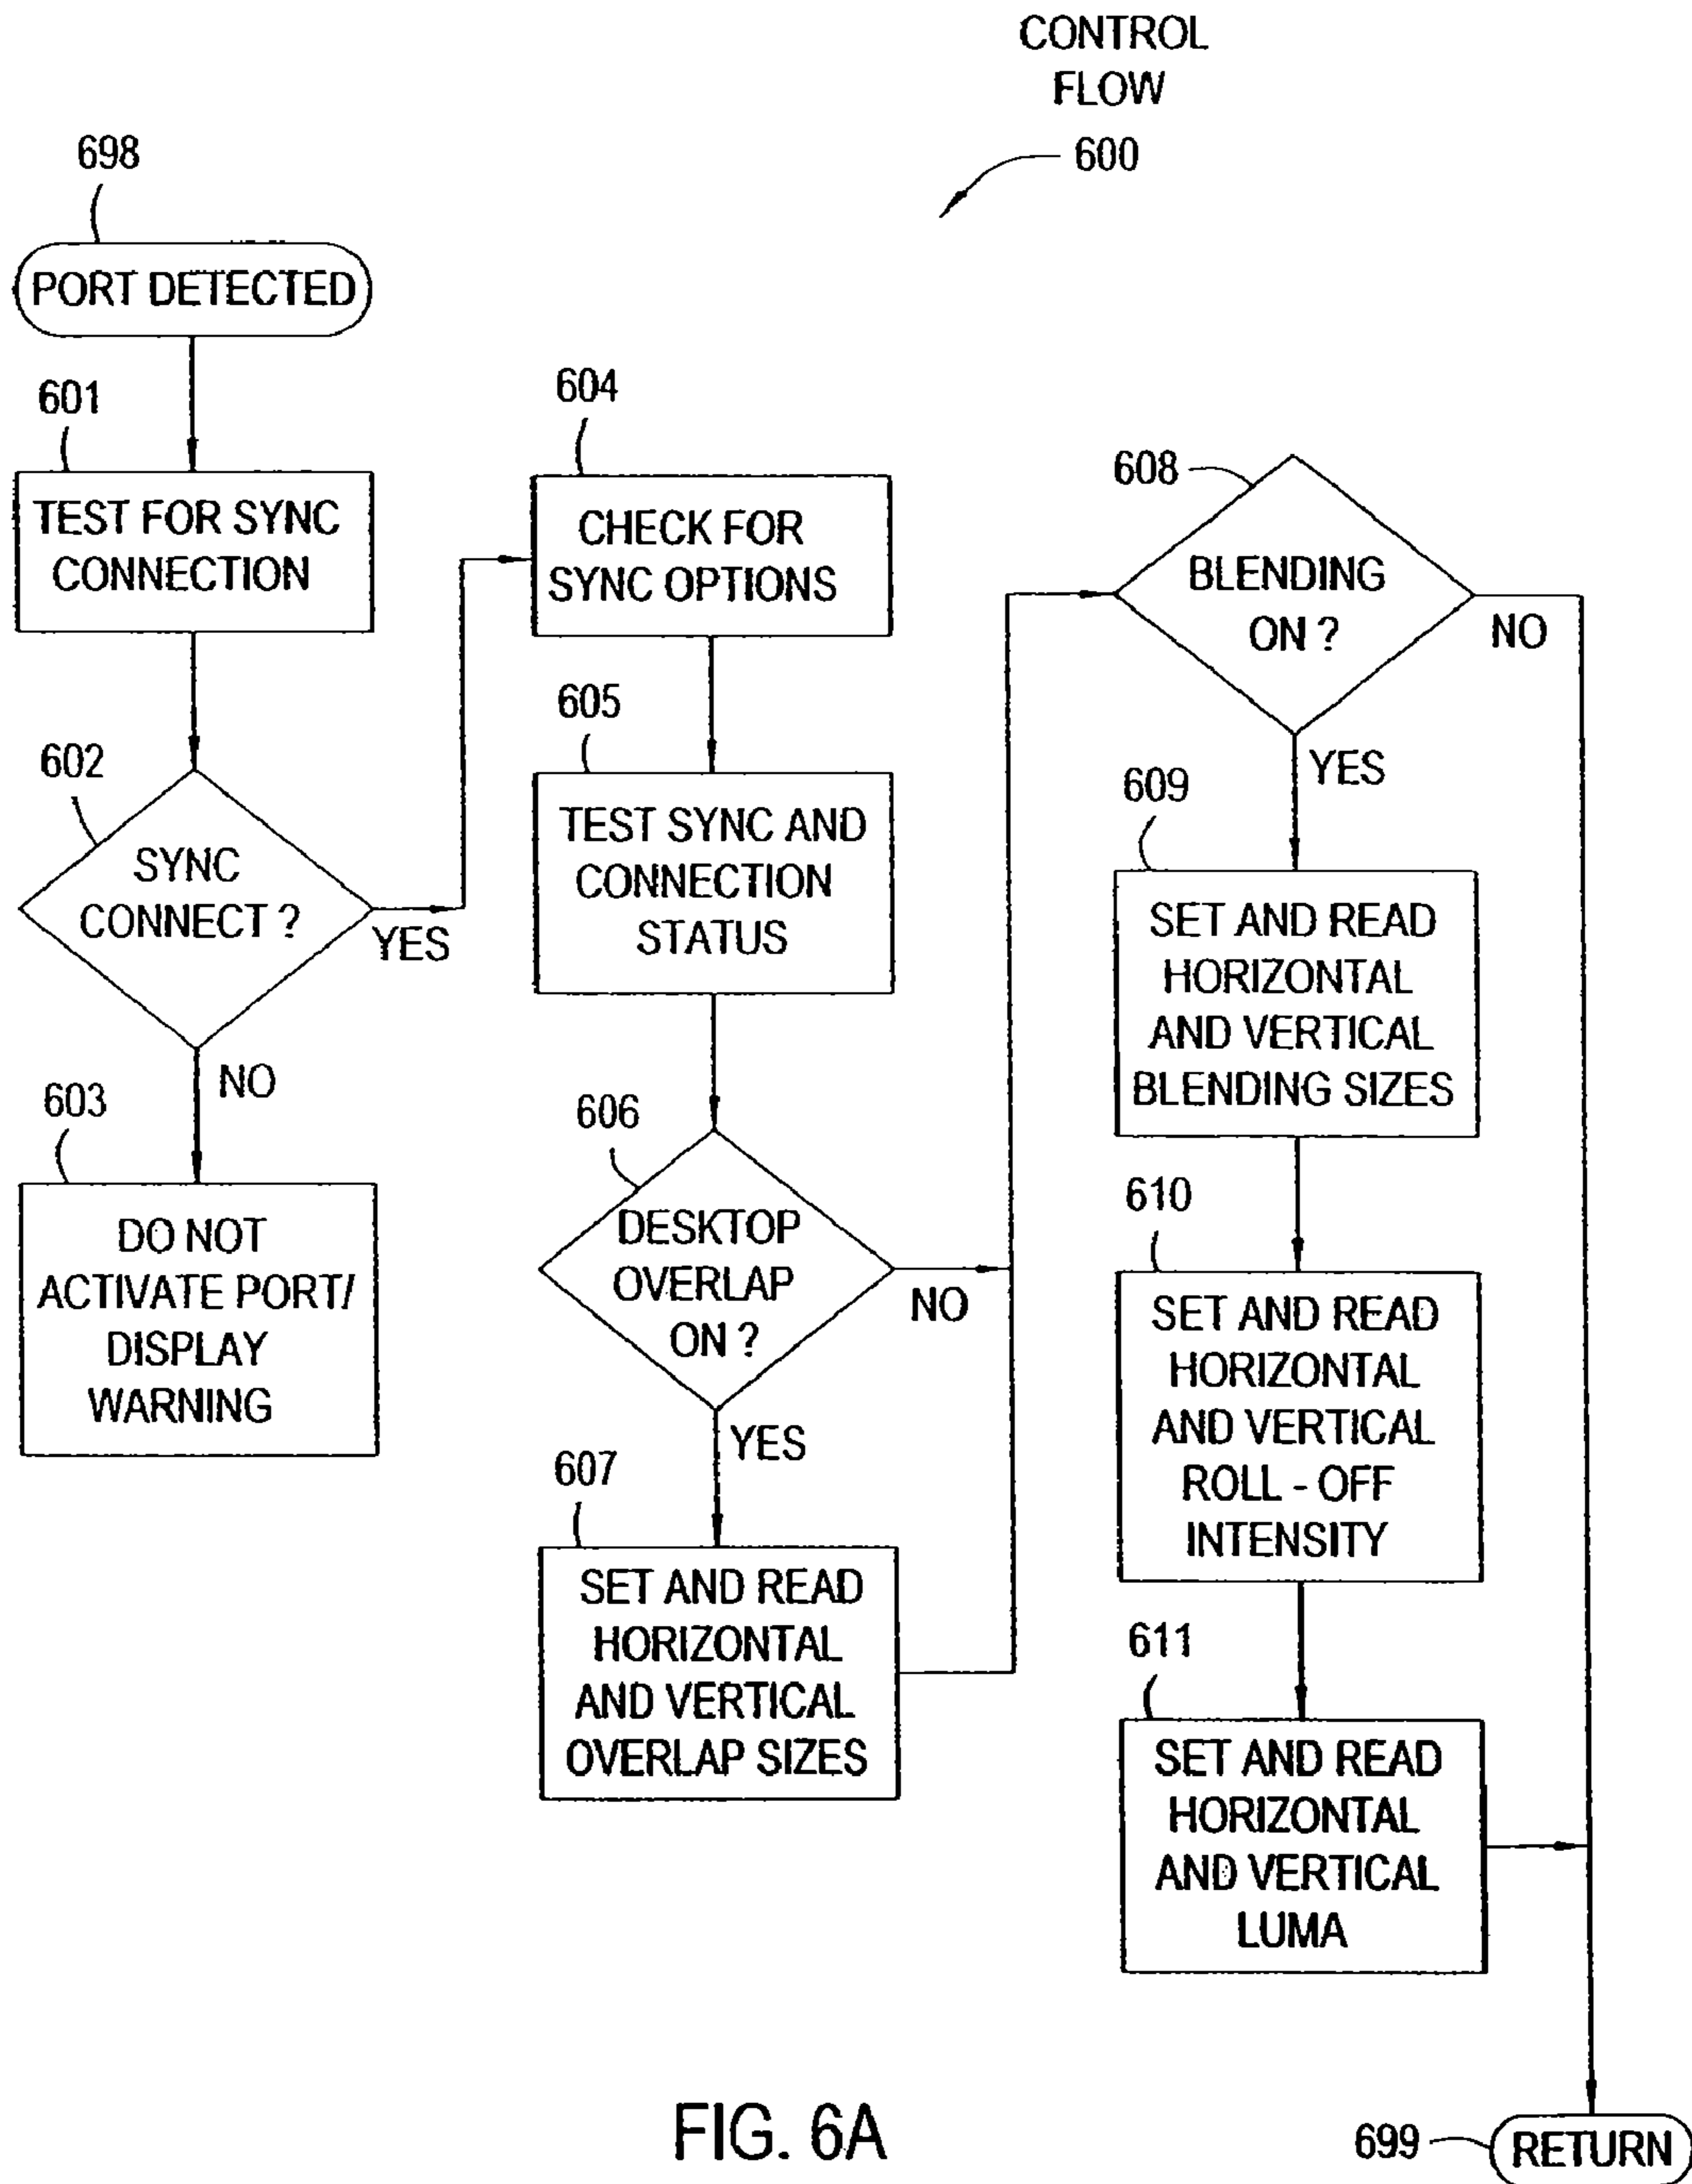 CONTROL
FLOW
600
698
PORT DETECTED
601
TEST FOR SYNC
CONNECTION
602
SYNC
CONNECT ?
YES
NO
603
DO NOT
ACTIVATE PORT/
DISPLAY
WARNING
604
CHECK FOR
SYNC OPTIONS
605
TEST SYNC AND
CONNECTION
STATUS
606
DESKTOP
OVERLAP
ON ?
NO
YES
607
SET AND READ
HORIZONTAL
AND VERTICAL
OVERLAP SIZES
608
BLENDING
ON ?
NO
YES
609
SET AND READ
HORIZONTAL
AND VERTICAL
BLENDING SIZES
610
SET AND READ
HORIZONTAL
AND VERTICAL
ROLL - OFF
INTENSITY
611
SET AND READ
HORIZONTAL
AND VERTICAL
LUMA
699
RETURN
FIG. 6A